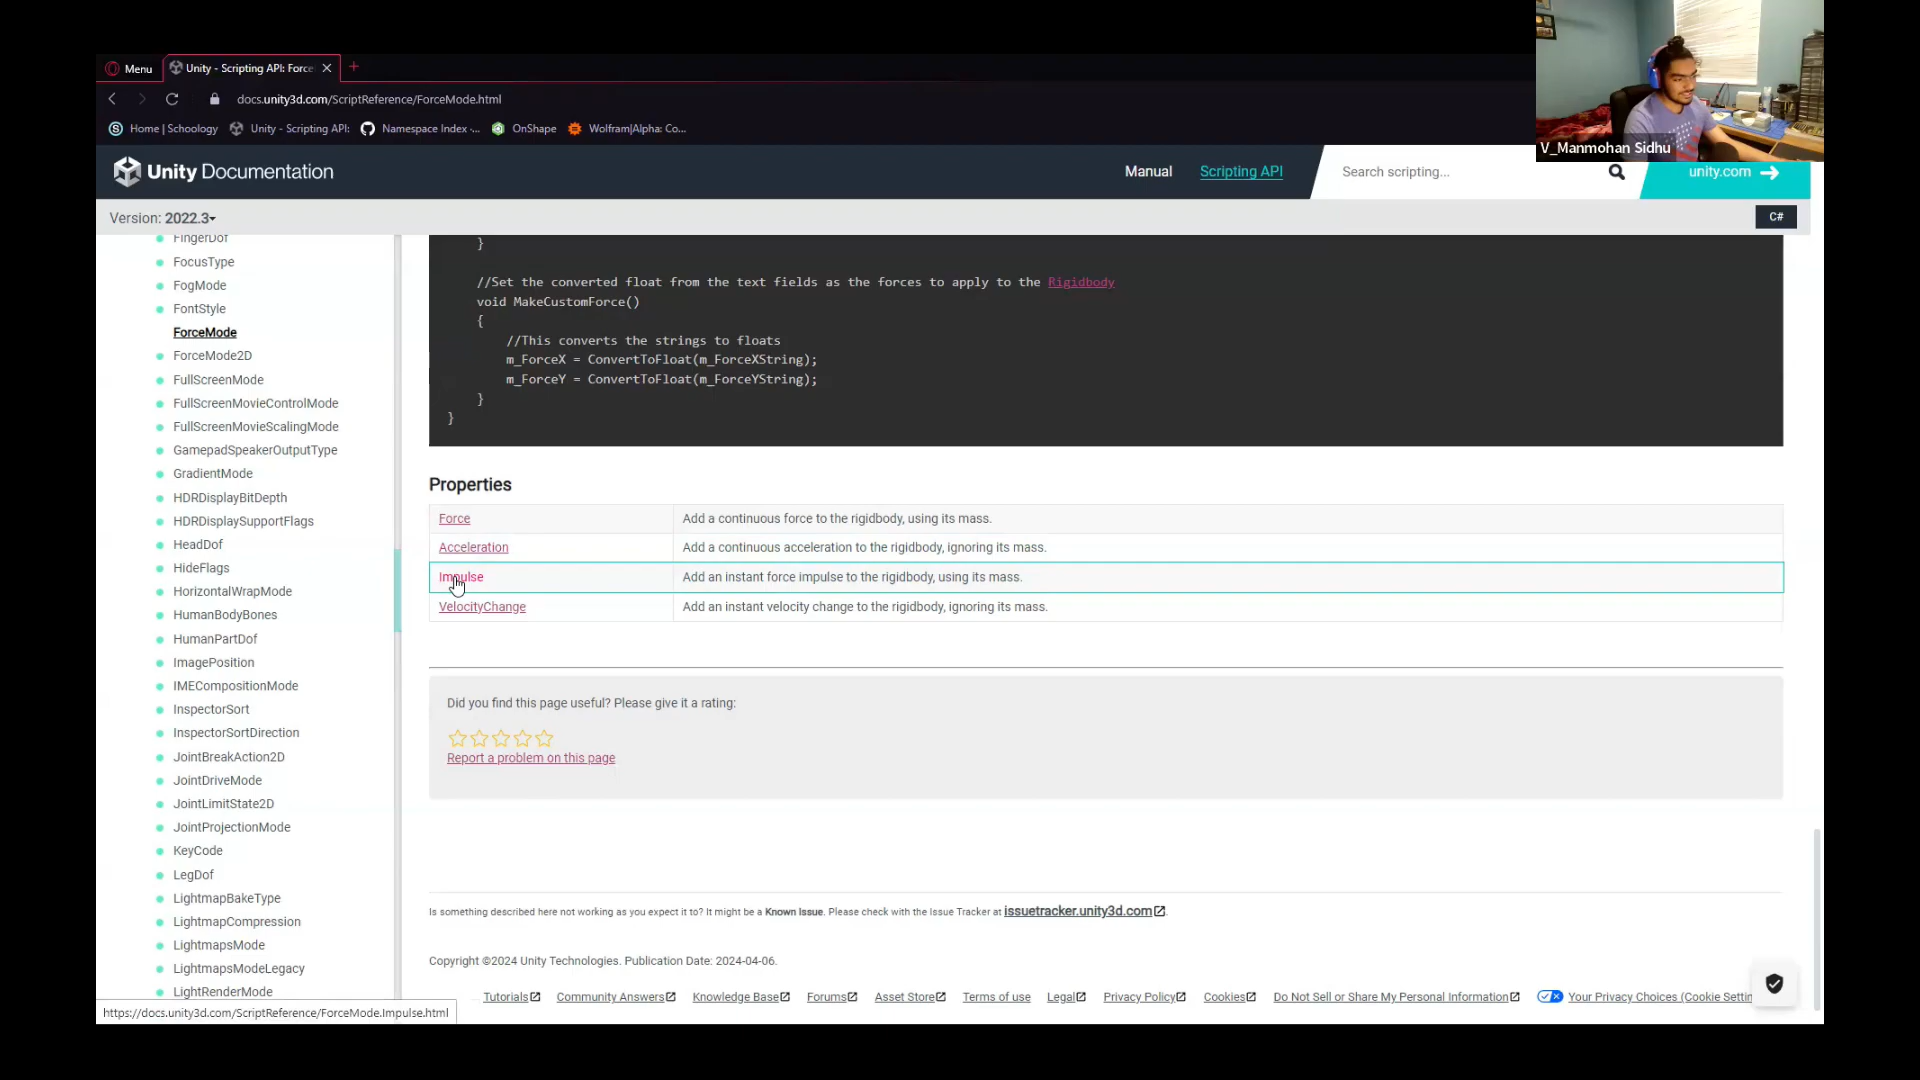 Menu
Unity - Scripting API: Force
docs.unity3d.com/ScriptReference/ForceMode.html
Home | Schoology
Unity - Scripting API:
Namespace Index -...
OnShape
Wolfram|Alpha: Co...
V_Manmohan Sidhu
Unity Documentation
Manual
Scripting API
Search scripting...
unity.com
Version: 2022.3
C#
FingerDof
FocusType
FogMode
FontStyle
ForceMode
ForceMode2D
FullScreenMode
FullScreenMovieControlMode
FullScreenMovieScalingMode
GamepadSpeakerOutputType
GradientMode
HDRDisplayBitDepth
HDRDisplaySupportFlags
HeadDof
HideFlags
HorizontalWrapMode
HumanBodyBones
HumanPartDof
ImagePosition
IMECompositionMode
InspectorSort
InspectorSortDirection
JointBreakAction2D
JointDriveMode
JointLimitState2D
JointProjectionMode
KeyCode
LegDof
LightmapBakeType
LightmapCompression
LightmapsMode
LightmapsModeLegacy
LightRenderMode
}
//Set the converted float from the text fields as the forces to apply to the Rigidbody
void MakeCustomForce()
{
//This converts the strings to floats
m_ForceX = ConvertToFloat(m_ForceXString);
m_ForceY = ConvertToFloat(m_ForceYString);
}
}
Properties
Force Add a continuous force to the rigidbody, using its mass.
Acceleration Add a continuous acceleration to the rigidbody, ignoring its mass.
Impulse Add an instant force impulse to the rigidbody, using its mass.
VelocityChange Add an instant velocity change to the rigidbody, ignoring its mass.
Did you find this page useful? Please give it a rating:
Report a problem on this page
Is something described here not working as you expect it to? It might be a Known Issue. Please check with the Issue Tracker at issuetracker.unity3d.com.
Copyright ©2024 Unity Technologies. Publication Date: 2024-04-06.
Tutorials Community Answers Knowledge Base Forums Asset Store Terms of use Legal Privacy Policy Cookies Do Not Sell or Share My Personal Information Your Privacy Choices (Cookie Settin
https://docs.unity3d.com/ScriptReference/ForceMode.Impulse.html